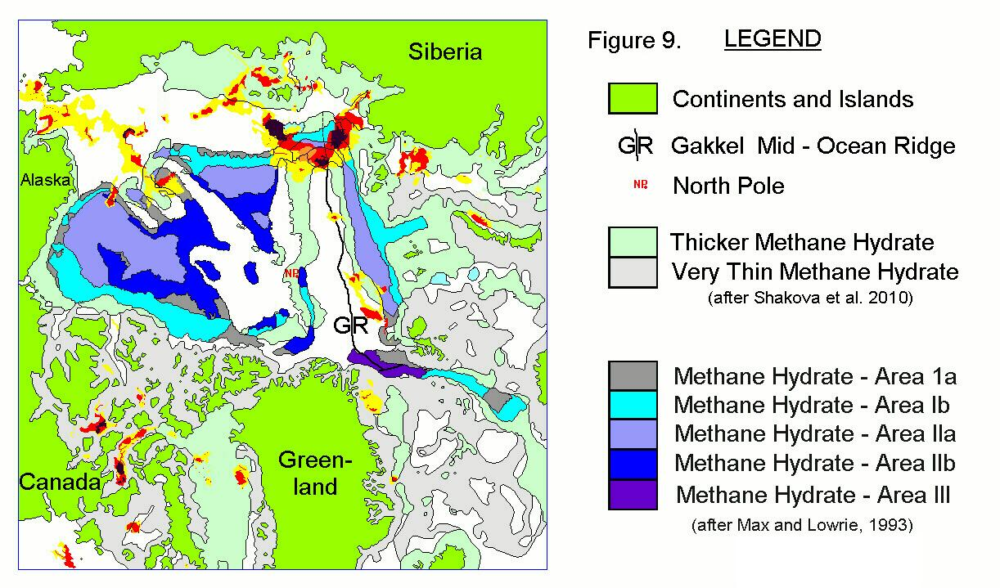 Siberia
Alaska
NP
GR
Green-
land
Canada
Figure 9. LEGEND
Continents and Islands
GR Gakkel Mid - Ocean Ridge
NP North Pole
Thicker Methane Hydrate
Very Thin Methane Hydrate
(after Shakova et al. 2010)
Methane Hydrate - Area 1a
Methane Hydrate - Area Ib
Methane Hydrate - Area IIa
Methane Hydrate - Area IIb
Methane Hydrate - Area III
(after Max and Lowrie, 1993)